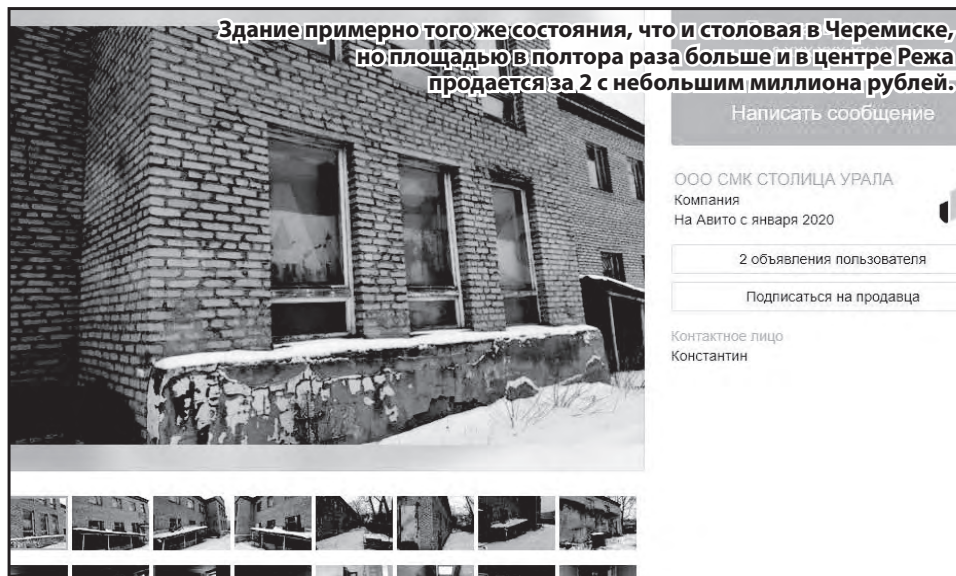 Здание примерно того же состояния, что и столовая в Черемиске,
но площадью в полтора раза больше и в центре Режа
продается за 2 с небольшим миллиона рублей.
Написать сообщение
ООО СМК СТОЛИЦА УРАЛА
Компания
На Авито с января 2020
2 объявления пользователя
Подписаться на продавца
Контактное лицо
Константин